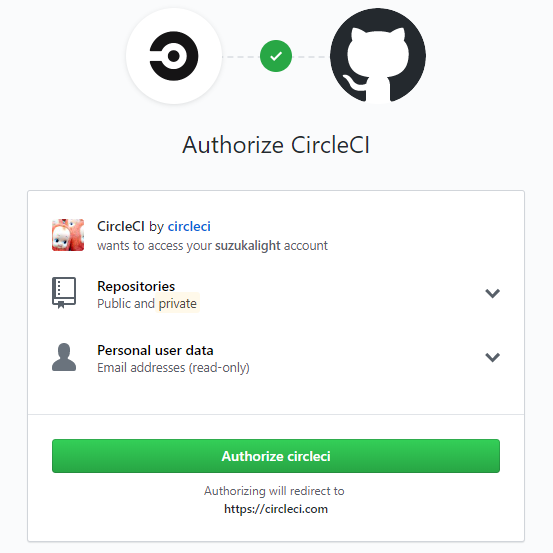 Authorize CircleCI
CircleCI by circleci
wants to access your suzukalight account
Repositories
Public and private
Personal user data
Email addresses (read-only)
Authorize circleci
Authorizing will redirect to
https://circleci.com